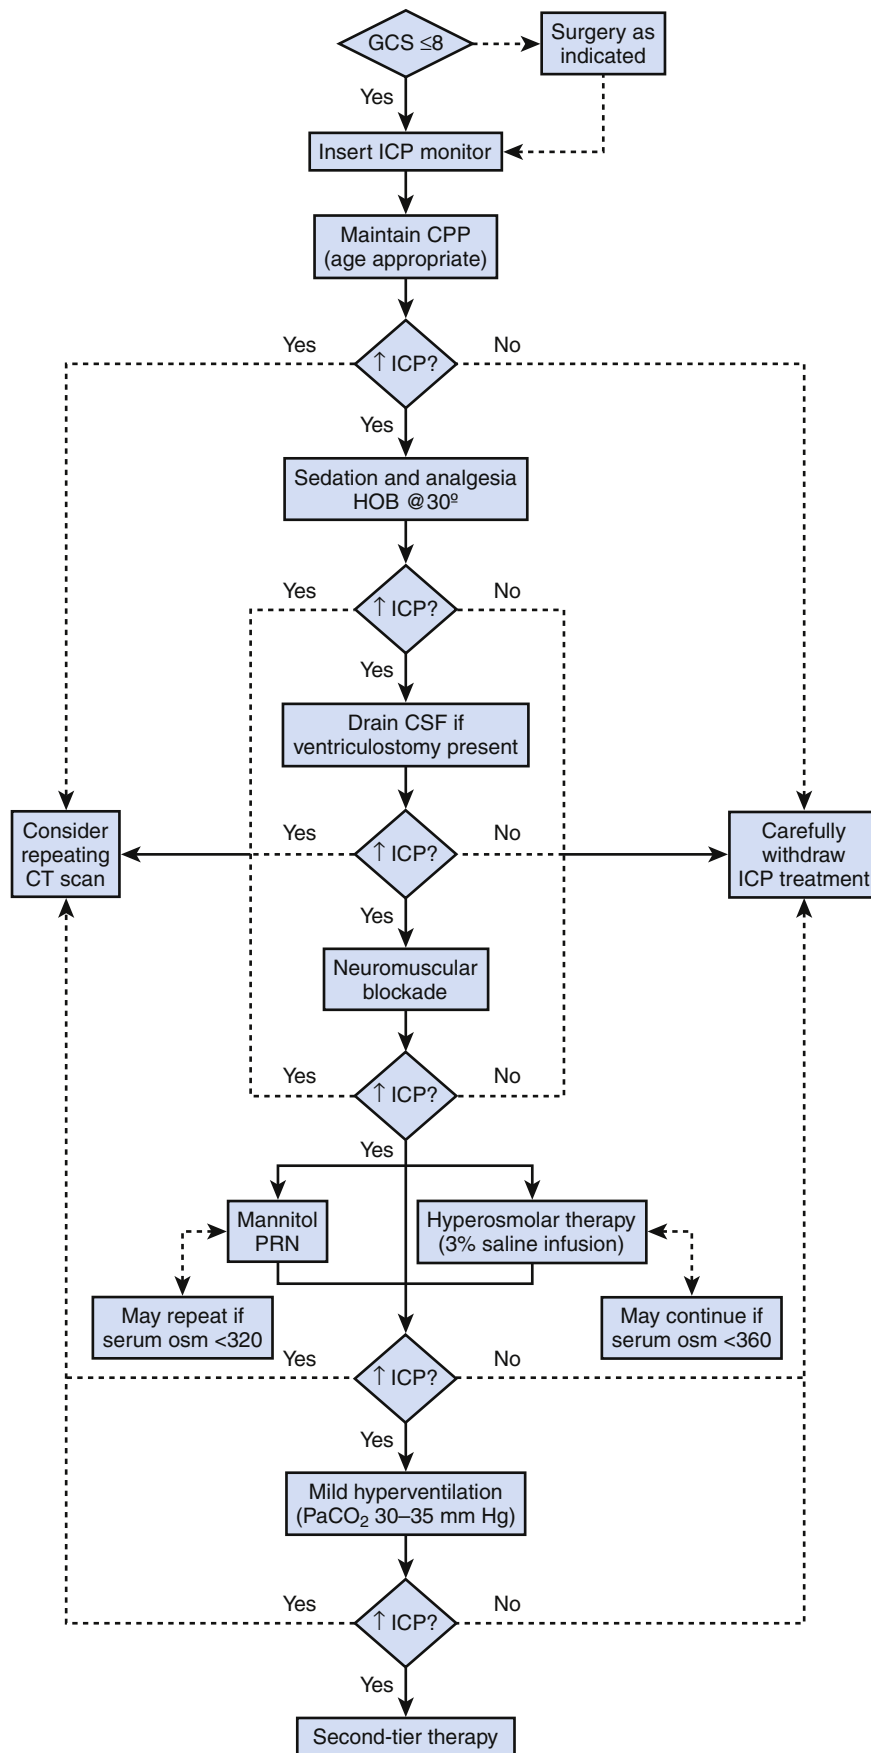 GCS ≤8
Surgery as
indicated
Yes
Insert ICP monitor
Maintain CPP
(age appropriate)
Yes
↑ ICP?
No
Yes
Sedation and analgesia
HOB @30º
Yes
↑ ICP?
No
Yes
Drain CSF if
ventriculostomy present
Consider
repeating
CT scan
Yes
↑ ICP?
No
Carefully
withdraw
ICP treatment
Yes
Neuromuscular
blockade
Yes
↑ ICP?
No
Yes
Mannitol
PRN
Hyperosmolar therapy
(3% saline infusion)
May repeat if
serum osm <320
May continue if
serum osm <360
Yes
↑ ICP?
No
Yes
Mild hyperventilation
(PaCO₂ 30–35 mm Hg)
Yes
↑ ICP?
No
Yes
Second-tier therapy